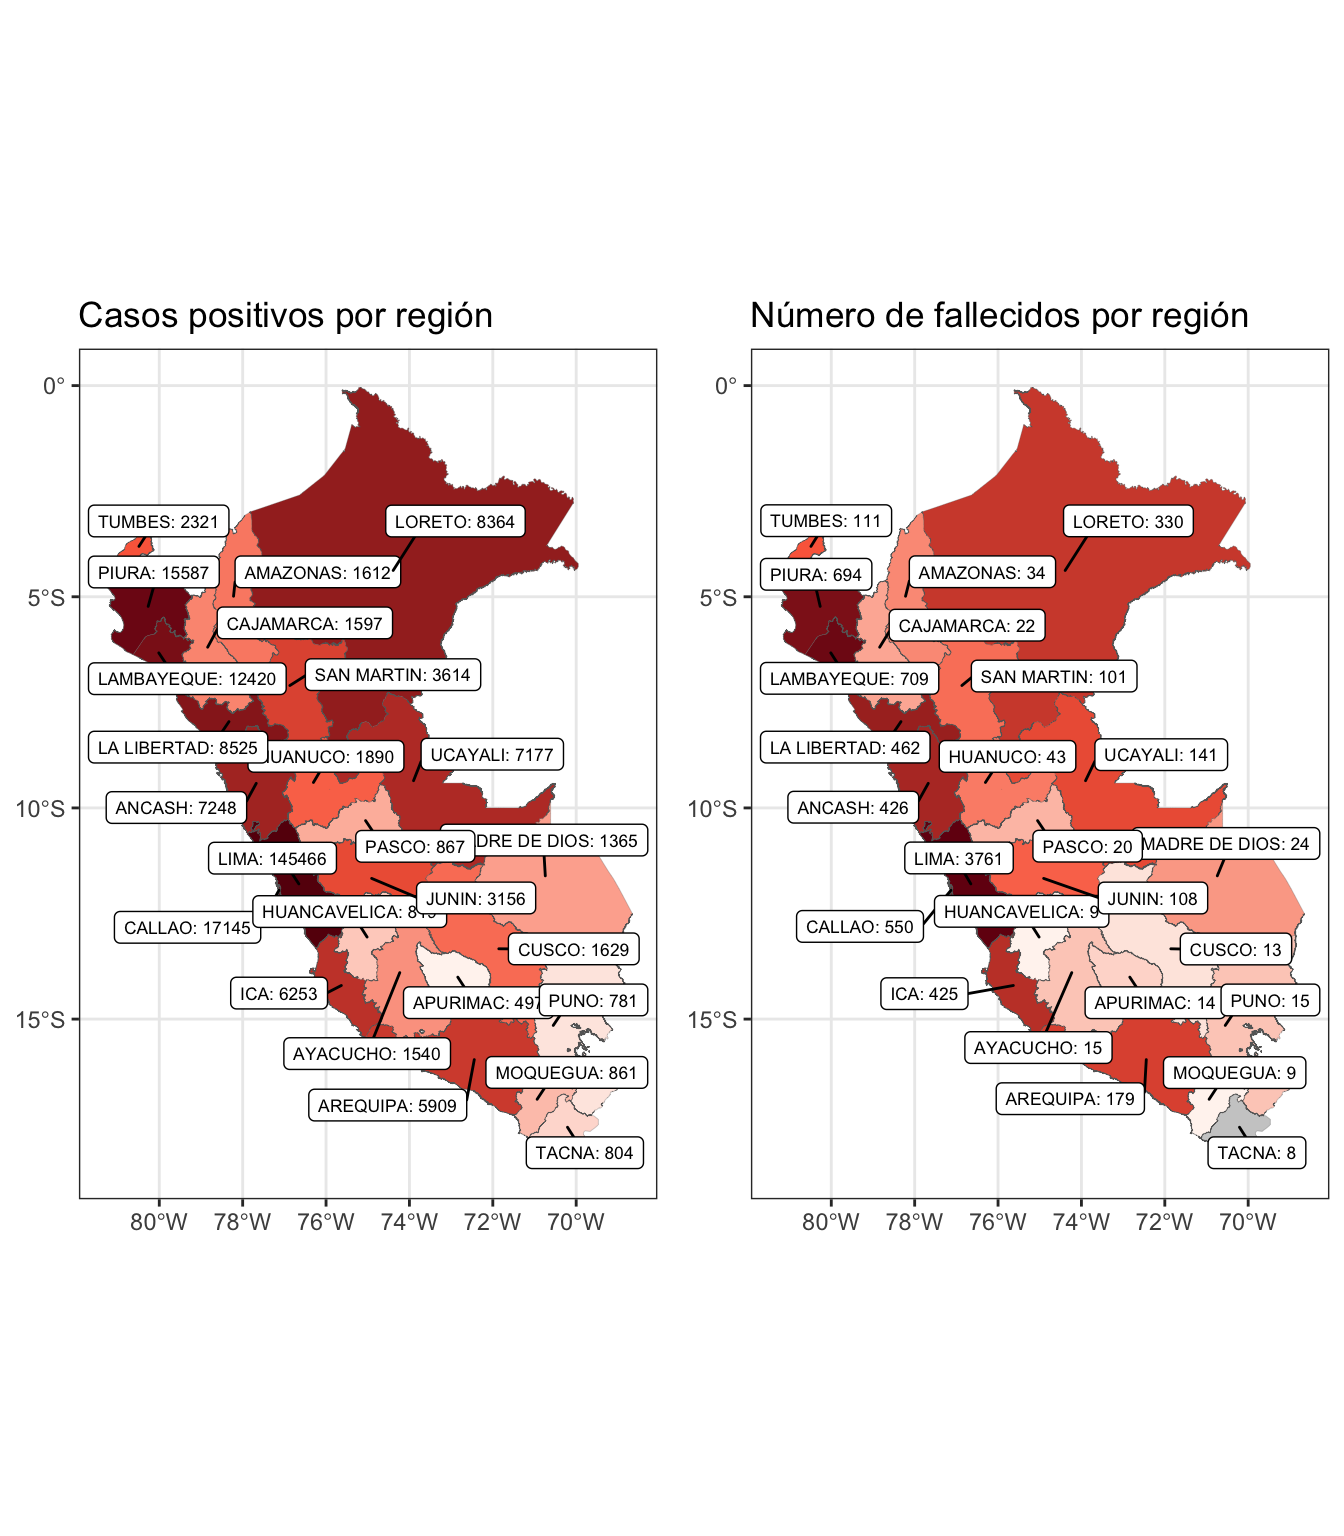 Casos positivos por región
0°
5°S
10°S
15°S
TUMBES: 2321
LORETO: 8364
PIURA: 15587
AMAZONAS: 1612
CAJAMARCA: 1597
LAMBAYEQUE: 12420
SAN MARTIN: 3614
LA LIBERTAD: 8525
UANUCO: 1890
UCAYALI: 7177
ANCASH: 7248
DRE DE DIOS: 1365
PASCO: 867
LIMA: 145466
JUNIN: 3156
HUANCAVELICA:
CALLAO: 17145
CUSCO: 1629
ICA: 6253
APURIMAC: 497
PUNO: 781
AYACUCHO: 1540
MOQUEGUA: 861
AREQUIPA: 5909
TACNA: 804
80°W 78°W 76°W 74°W 72°W 70°W
Número de fallecidos por región
0°
5°S
10°S
15°S
TUMBES: 111
LORETO: 330
PIURA: 694
AMAZONAS: 34
CAJAMARCA: 22
LAMBAYEQUE: 709
SAN MARTIN: 101
LA LIBERTAD: 462
HUANUCO: 43
UCAYALI: 141
ANCASH: 426
MADRE DE DIOS: 24
PASCO: 20
LIMA: 3761
JUNIN: 108
HUANCAVELICA: 9
CALLAO: 550
CUSCO: 13
ICA: 425
APURIMAC: 14
PUNO: 15
AYACUCHO: 15
MOQUEGUA: 9
AREQUIPA: 179
TACNA: 8
80°W 78°W 76°W 74°W 72°W 70°W